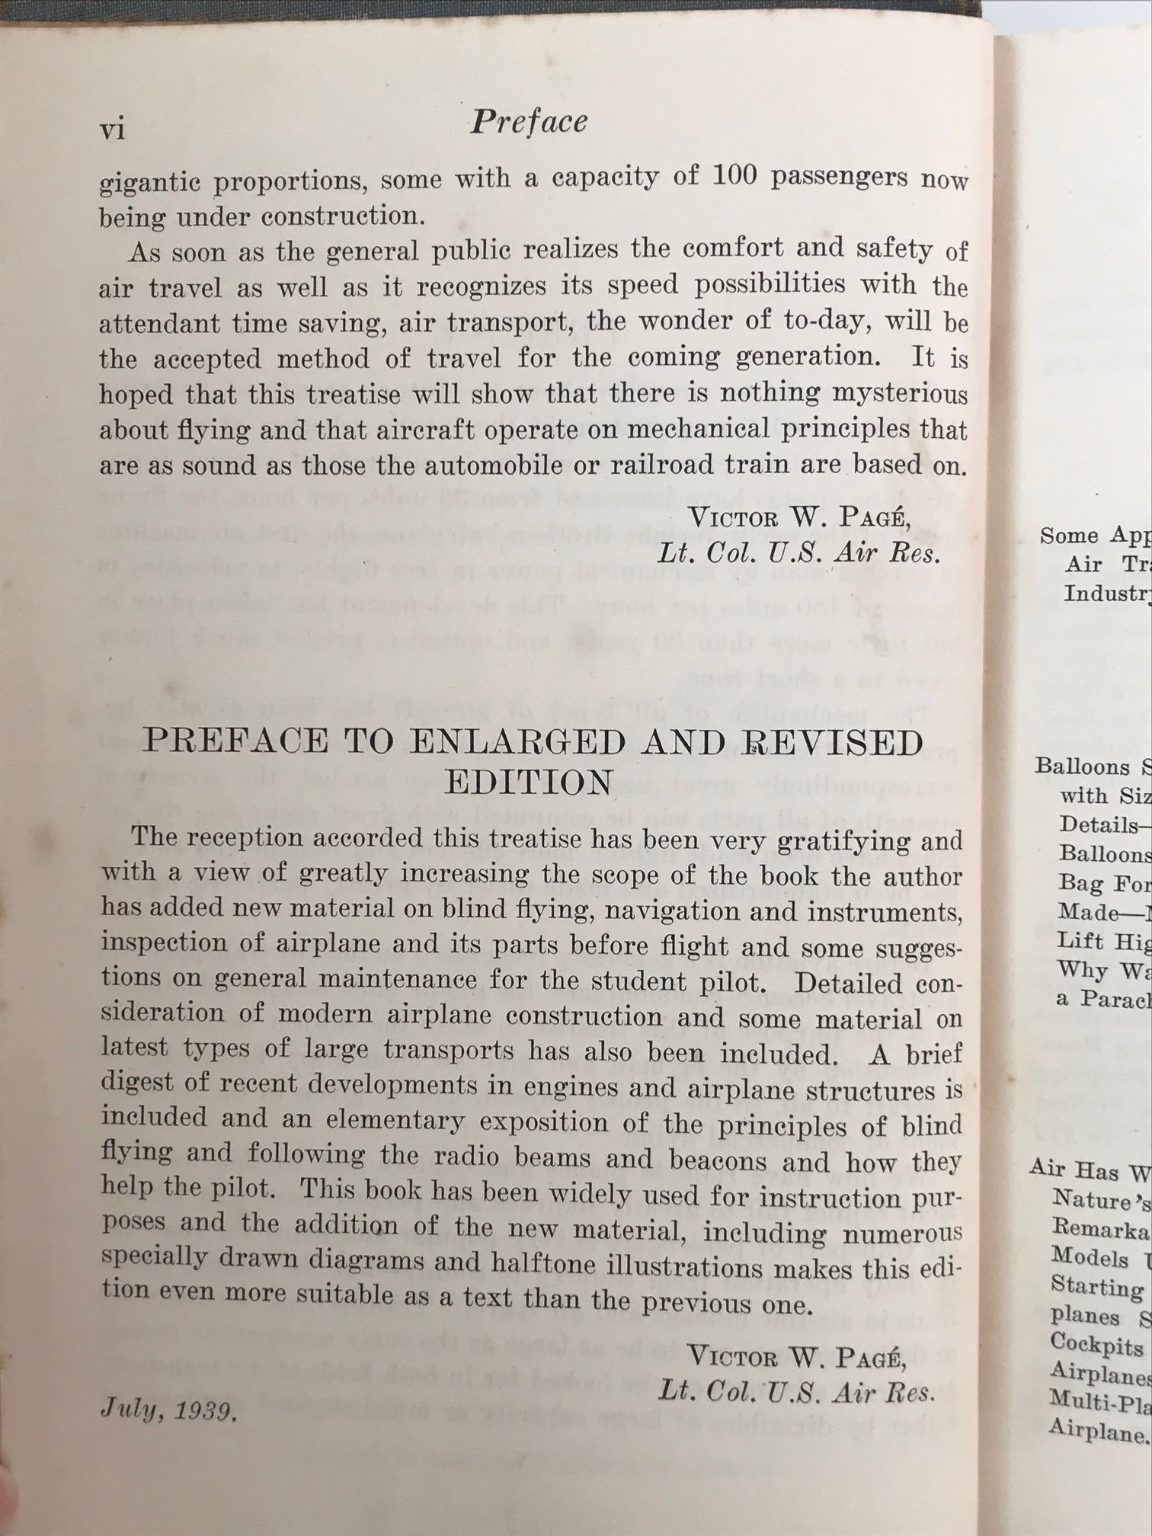 vi
Preface
gigantic proportions, some with a capacity of 100 passengers now
being under construction.
As soon as the general public realizes the comfort and safety of
air travel as well as it recognizes its speed possibilities with the
attendant time saving, air transport, the wonder of to-day, will be
the accepted method of travel for the coming generation. It is
hoped that this treatise will show that there is nothing mysterious
about flying and that aircraft operate on mechanical principles that
are as sound as those the automobile or railroad train are based on.
Victor W. Pagé,
Lt. Col. U.S. Air Res.
PREFACE TO ENLARGED AND REVISED
EDITION
The reception accorded this treatise has been very gratifying and
with a view of greatly increasing the scope of the book the author
has added new material on blind flying, navigation and instruments,
inspection of airplane and its parts before flight and some sugges-
tions on general maintenance for the student pilot. Detailed con-
sideration of modern airplane construction and some material on
latest types of large transports has also been included. A brief
digest of recent developments in engines and airplane structures is
included and an elementary exposition of the principles of blind
flying and following the radio beams and beacons and how they
help the pilot. This book has been widely used for instruction pur-
poses and the addition of the new material, including numerous
specially drawn diagrams and halftone illustrations makes this edi-
tion even more suitable as a text than the previous one.
Victor W. Pagé,
Lt. Col. U.S. Air Res.
July, 1939.
Some
Air
Balloons
with
Details—
Balloons
Bag
Made—
Lift
Why
a
Air Has
Nature's
Models
Starting
planes
Cockpits
Airplanes
Airplane.